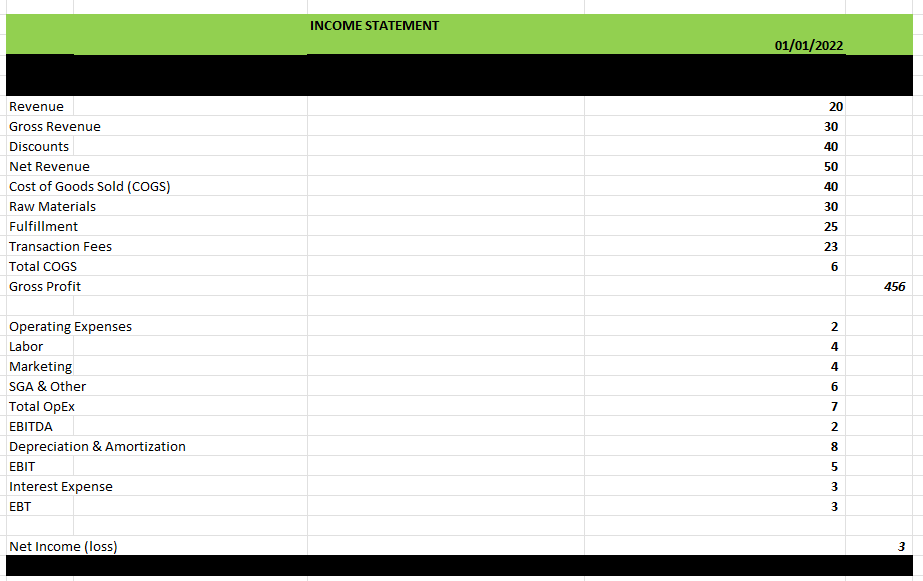 INCOME STATEMENT
01/01/2022
Revenue 20
Gross Revenue 30
Discounts 40
Net Revenue 50
Cost of Goods Sold (COGS) 40
Raw Materials 30
Fulfillment 25
Transaction Fees 23
Total COGS 6
Gross Profit 456
Operating Expenses 2
Labor 4
Marketing 4
SGA & Other 6
Total OpEx 7
EBITDA 2
Depreciation & Amortization 8
EBIT 5
Interest Expense 3
EBT 3
Net Income (loss) 3